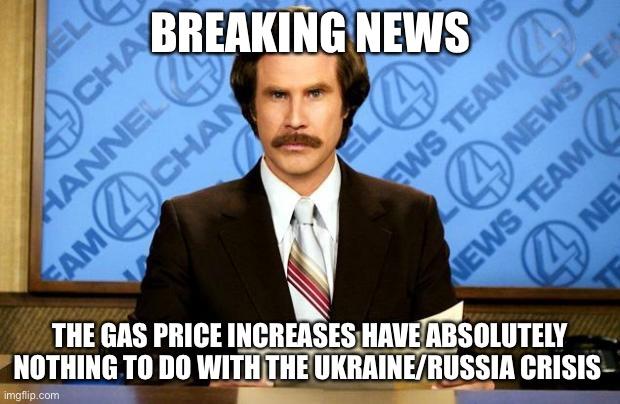 BREAKING NEWS
CHANNEL 4 NEWS TEAM
THE GAS PRICE INCREASES HAVE ABSOLUTELY
NOTHING TO DO WITH THE UKRAINE/RUSSIA CRISIS
imgflip.com